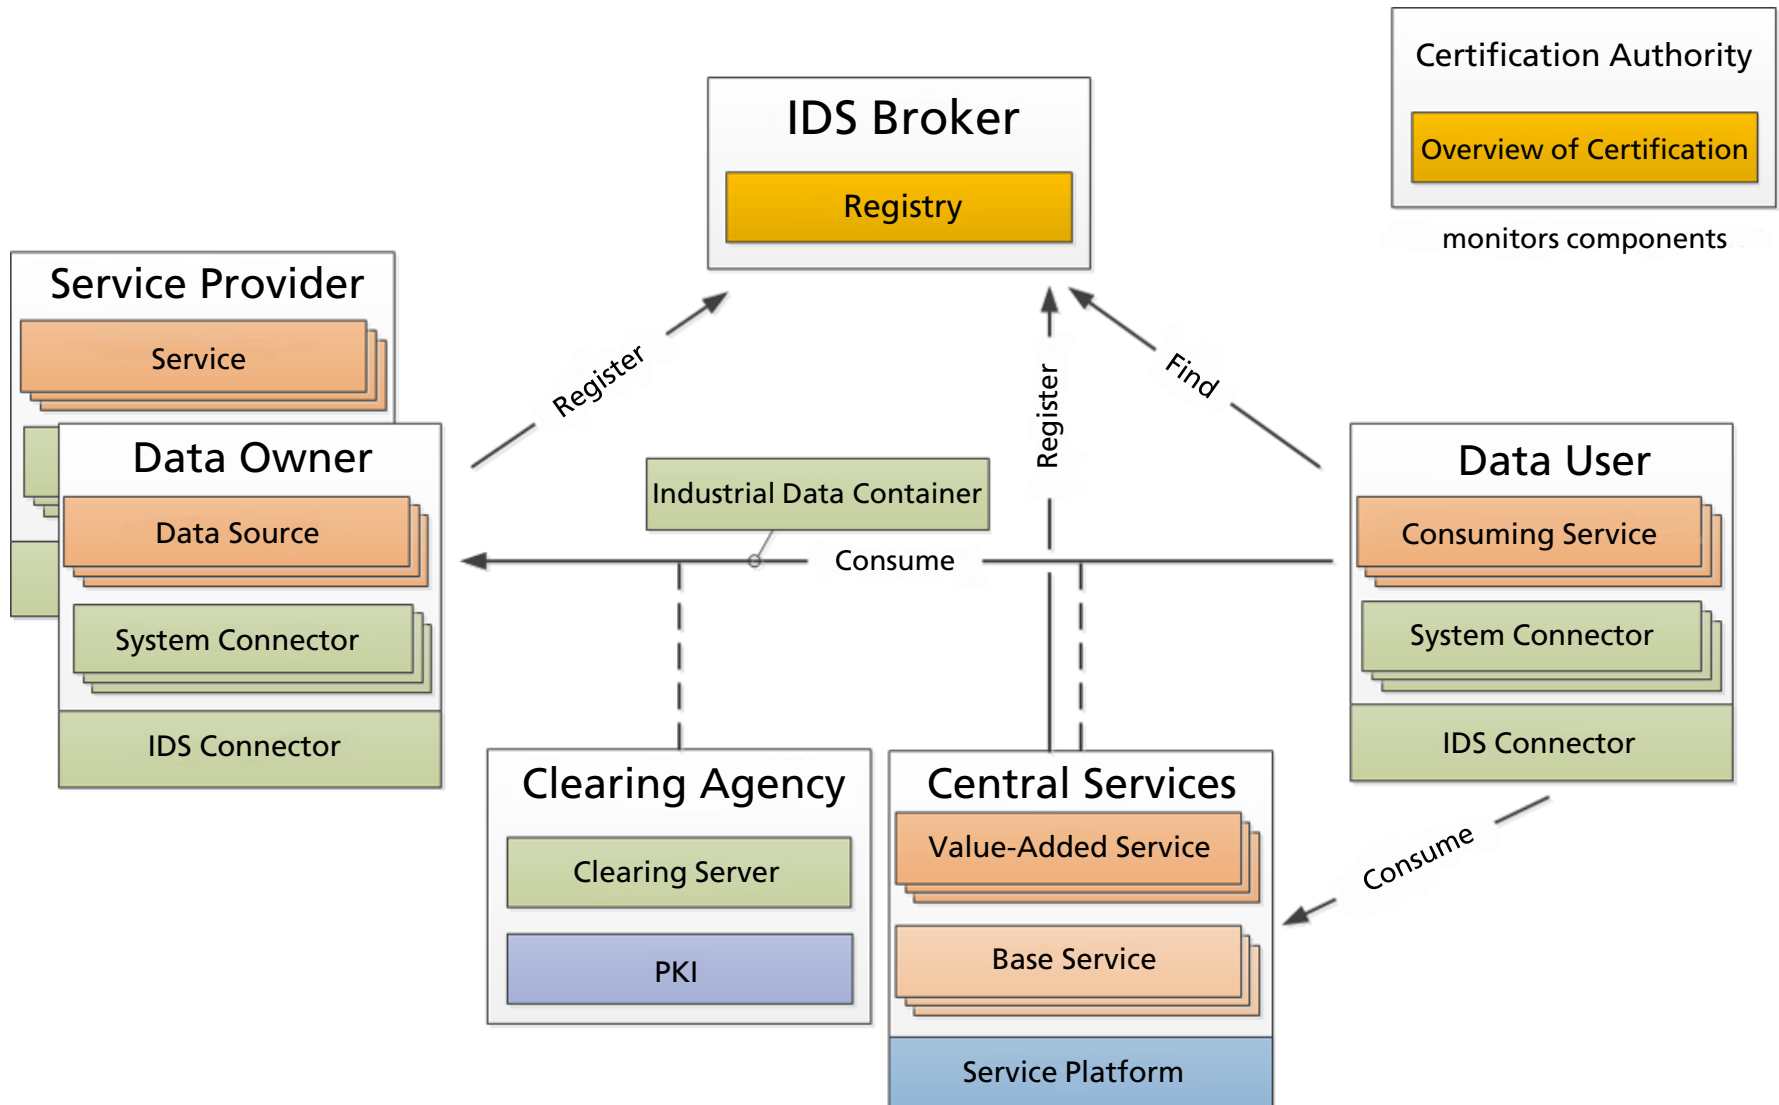 Certification Authority
Overview of Certification
monitors components
IDS Broker
Registry
Service Provider
Service
Register
Register
Find
Data Owner
Data Source
System Connector
IDS Connector
Industrial Data Container
Consume
Data User
Consuming Service
System Connector
IDS Connector
Clearing Agency
Clearing Server
PKI
Central Services
Value-Added Service
Base Service
Service Platform
Consume